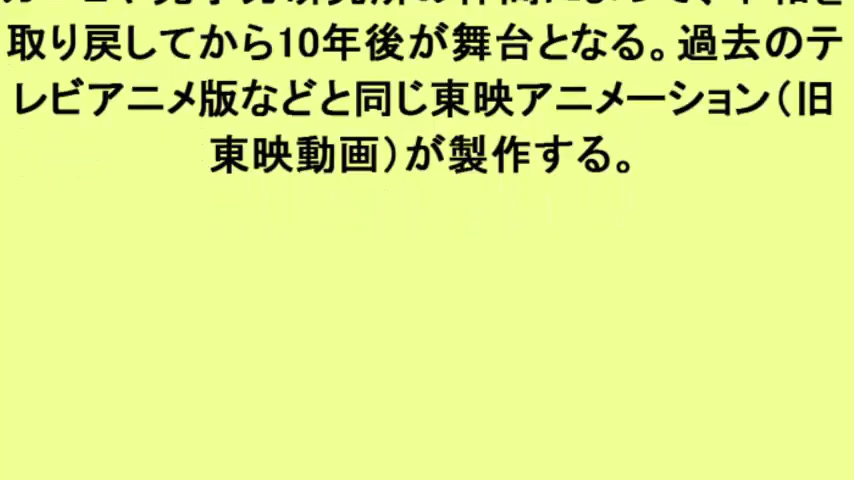 取り戻してから10年後が舞台となる。過去のテ
レビアニメ版などと同じ東映アニメーション（旧
東映動画）が製作する。